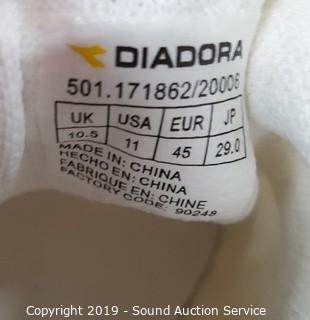 DIADORA
501.171862/20006
UK USA EUR JP
10.5 11 45 29.0
MADE IN: CHINA
HECHO EN: CHINA
FABRIQUE EN: CHINE
FACTORY CODE: 90248
Copyright 2019 - Sound Auction Service